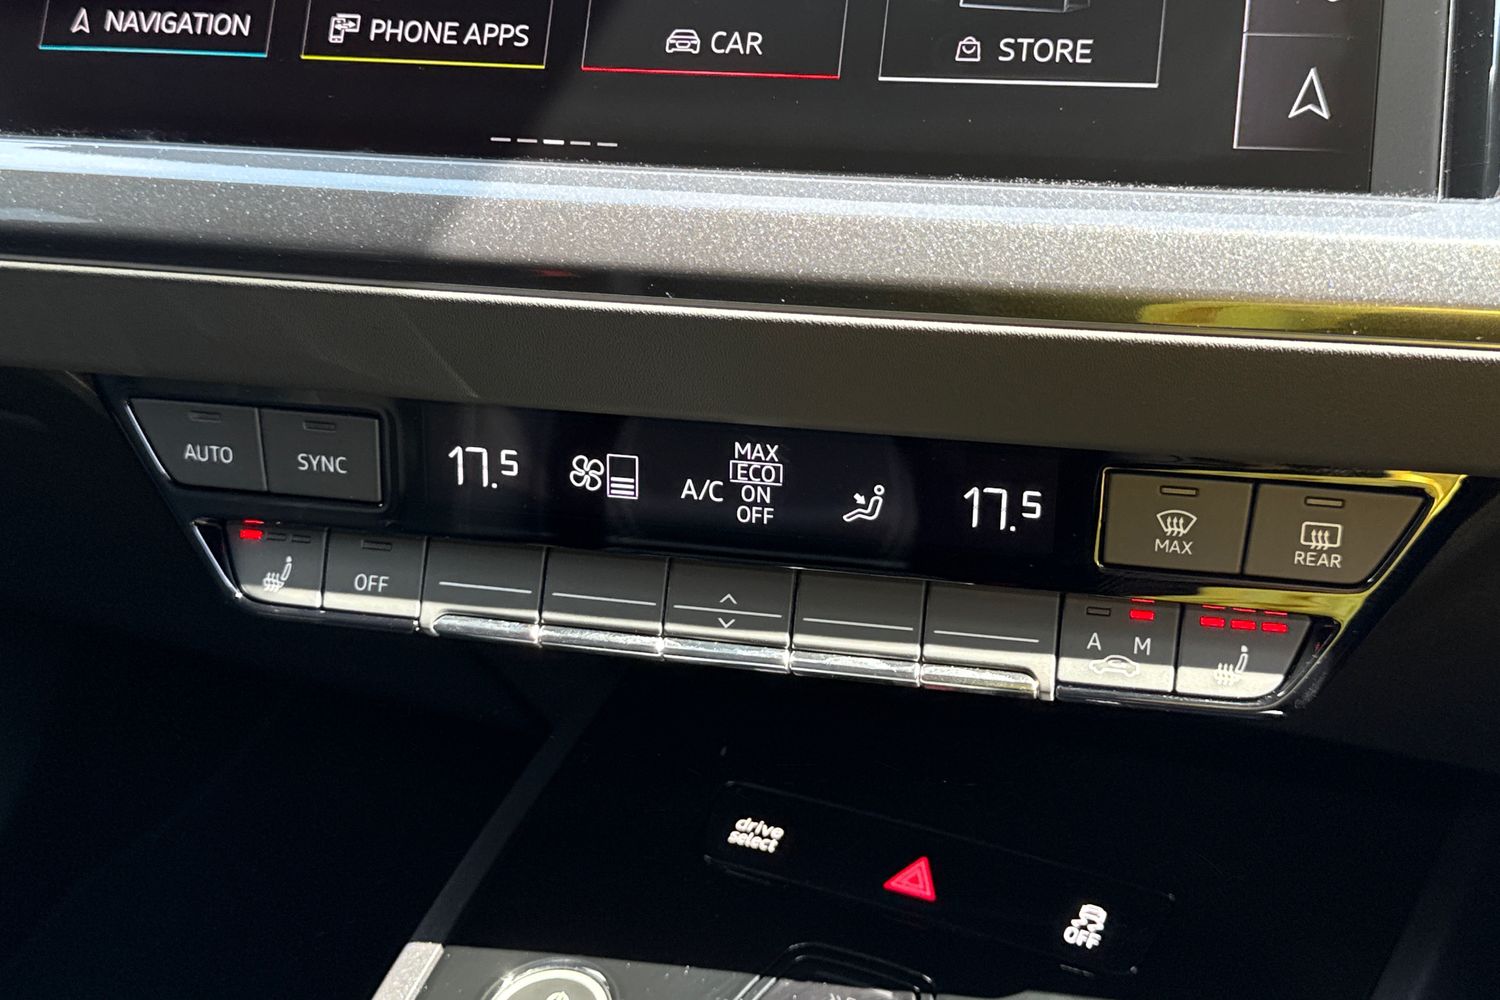 NAVIGATION
PHONE APPS
CAR
STORE
AUTO
SYNC
17.5
A/C
MAX
ECO
ON
OFF
17.5
MAX
REAR
OFF
A M
drive
select
OFF